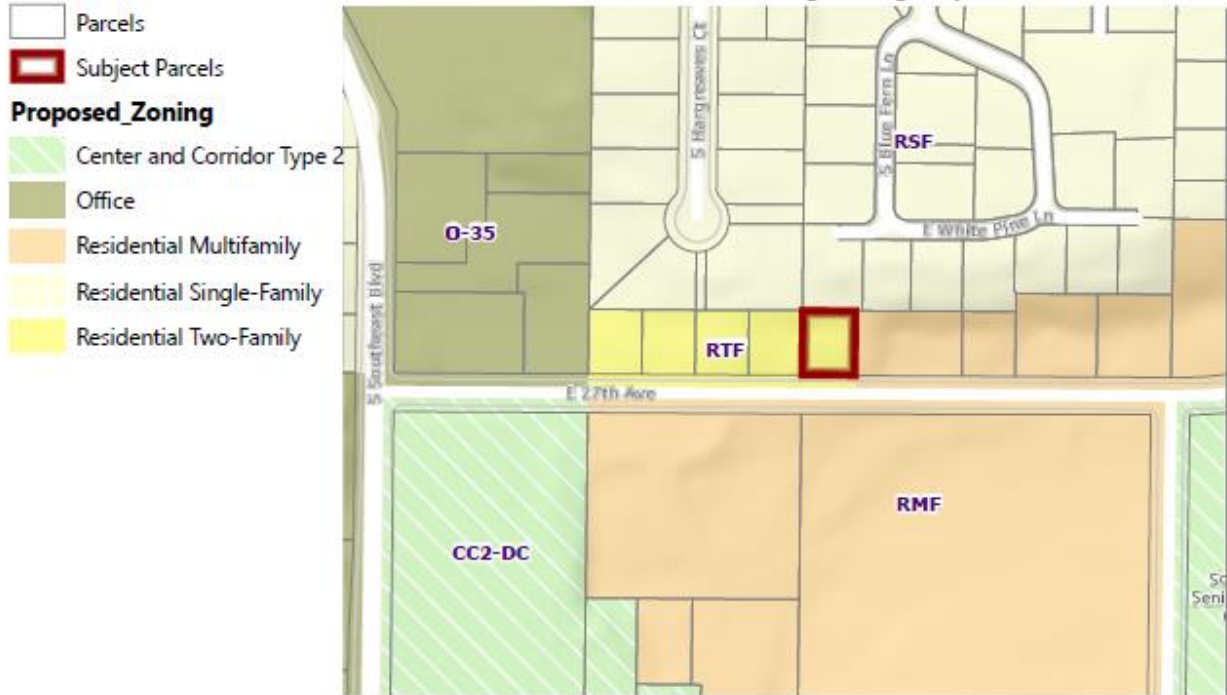 Parcels
Subject Parcels
Proposed_Zoning
Center and Corridor Type 2
Office
Residential Multifamily
Residential Single-Family
Residential Two-Family
S Hargreaves Ct
S Blue Fern Ln
RSF
E White Pine Ln
O-35
S Southeast Blvd
RTF
E 27th Ave
RMF
CC2-DC